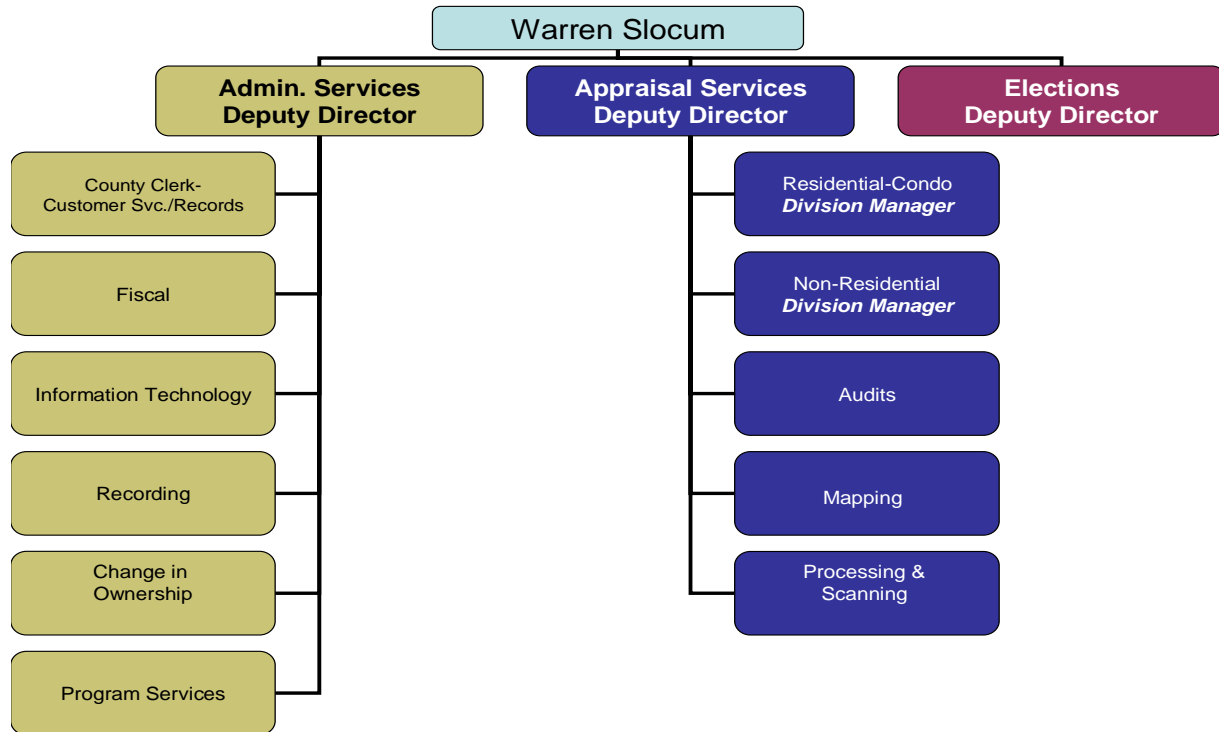 Warren Slocum
Admin. Services
Deputy Director
Appraisal Services
Deputy Director
Elections
Deputy Director
County Clerk-
Customer Svc./Records
Fiscal
Information Technology
Recording
Change in
Ownership
Program Services
Residential-Condo
Division Manager
Non-Residential
Division Manager
Audits
Mapping
Processing &
Scanning